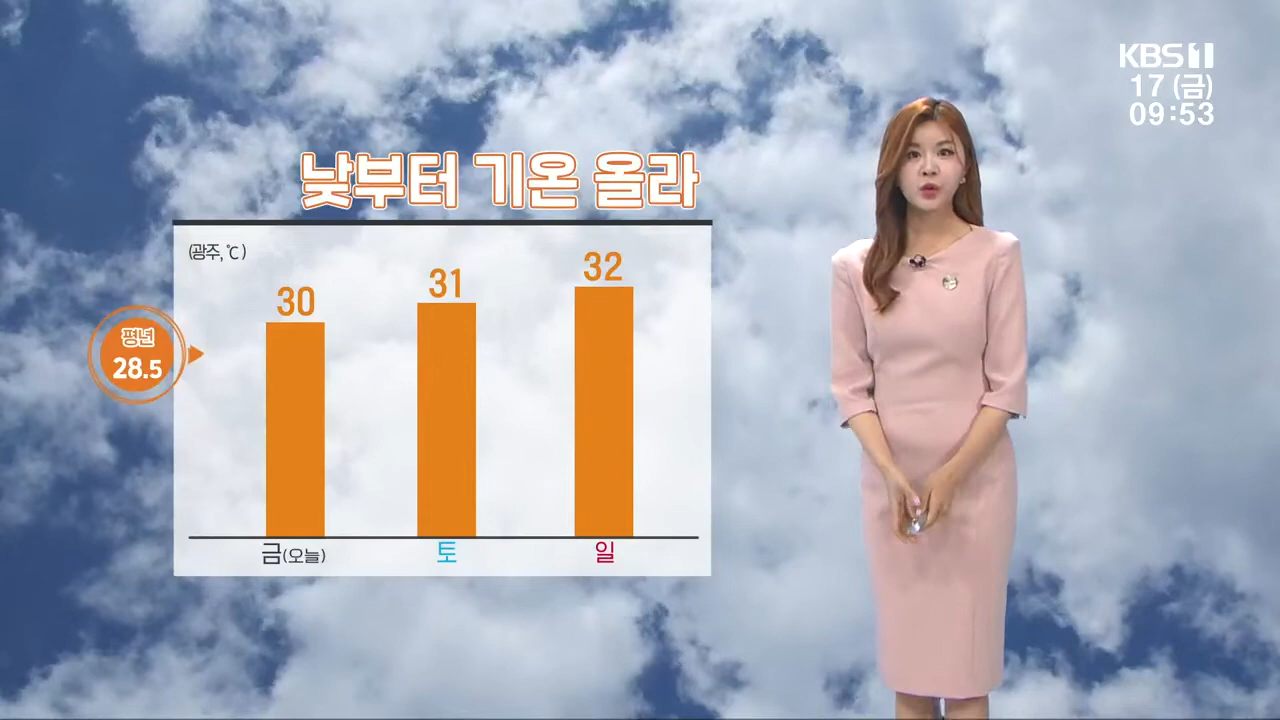 KBS 1
17 (금)
09:53
낮부터 기온 올라
(광주, ℃)
30
31
32
평년
28.5
금(오늘)
토
일